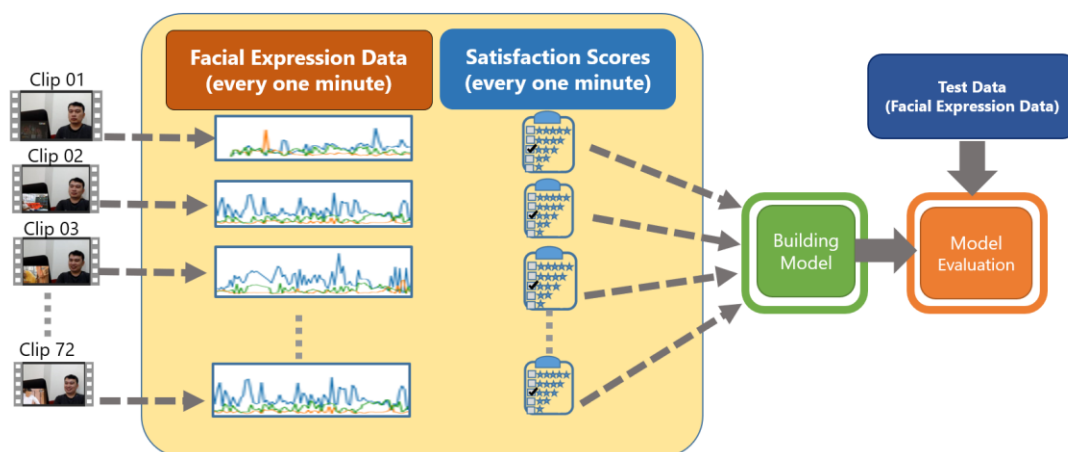 Facial Expression Data
(every one minute)
Satisfaction Scores
(every one minute)
Clip 01
Clip 02
Clip 03
Clip 72
Building
Model
Test Data
(Facial Expression Data)
Model
Evaluation